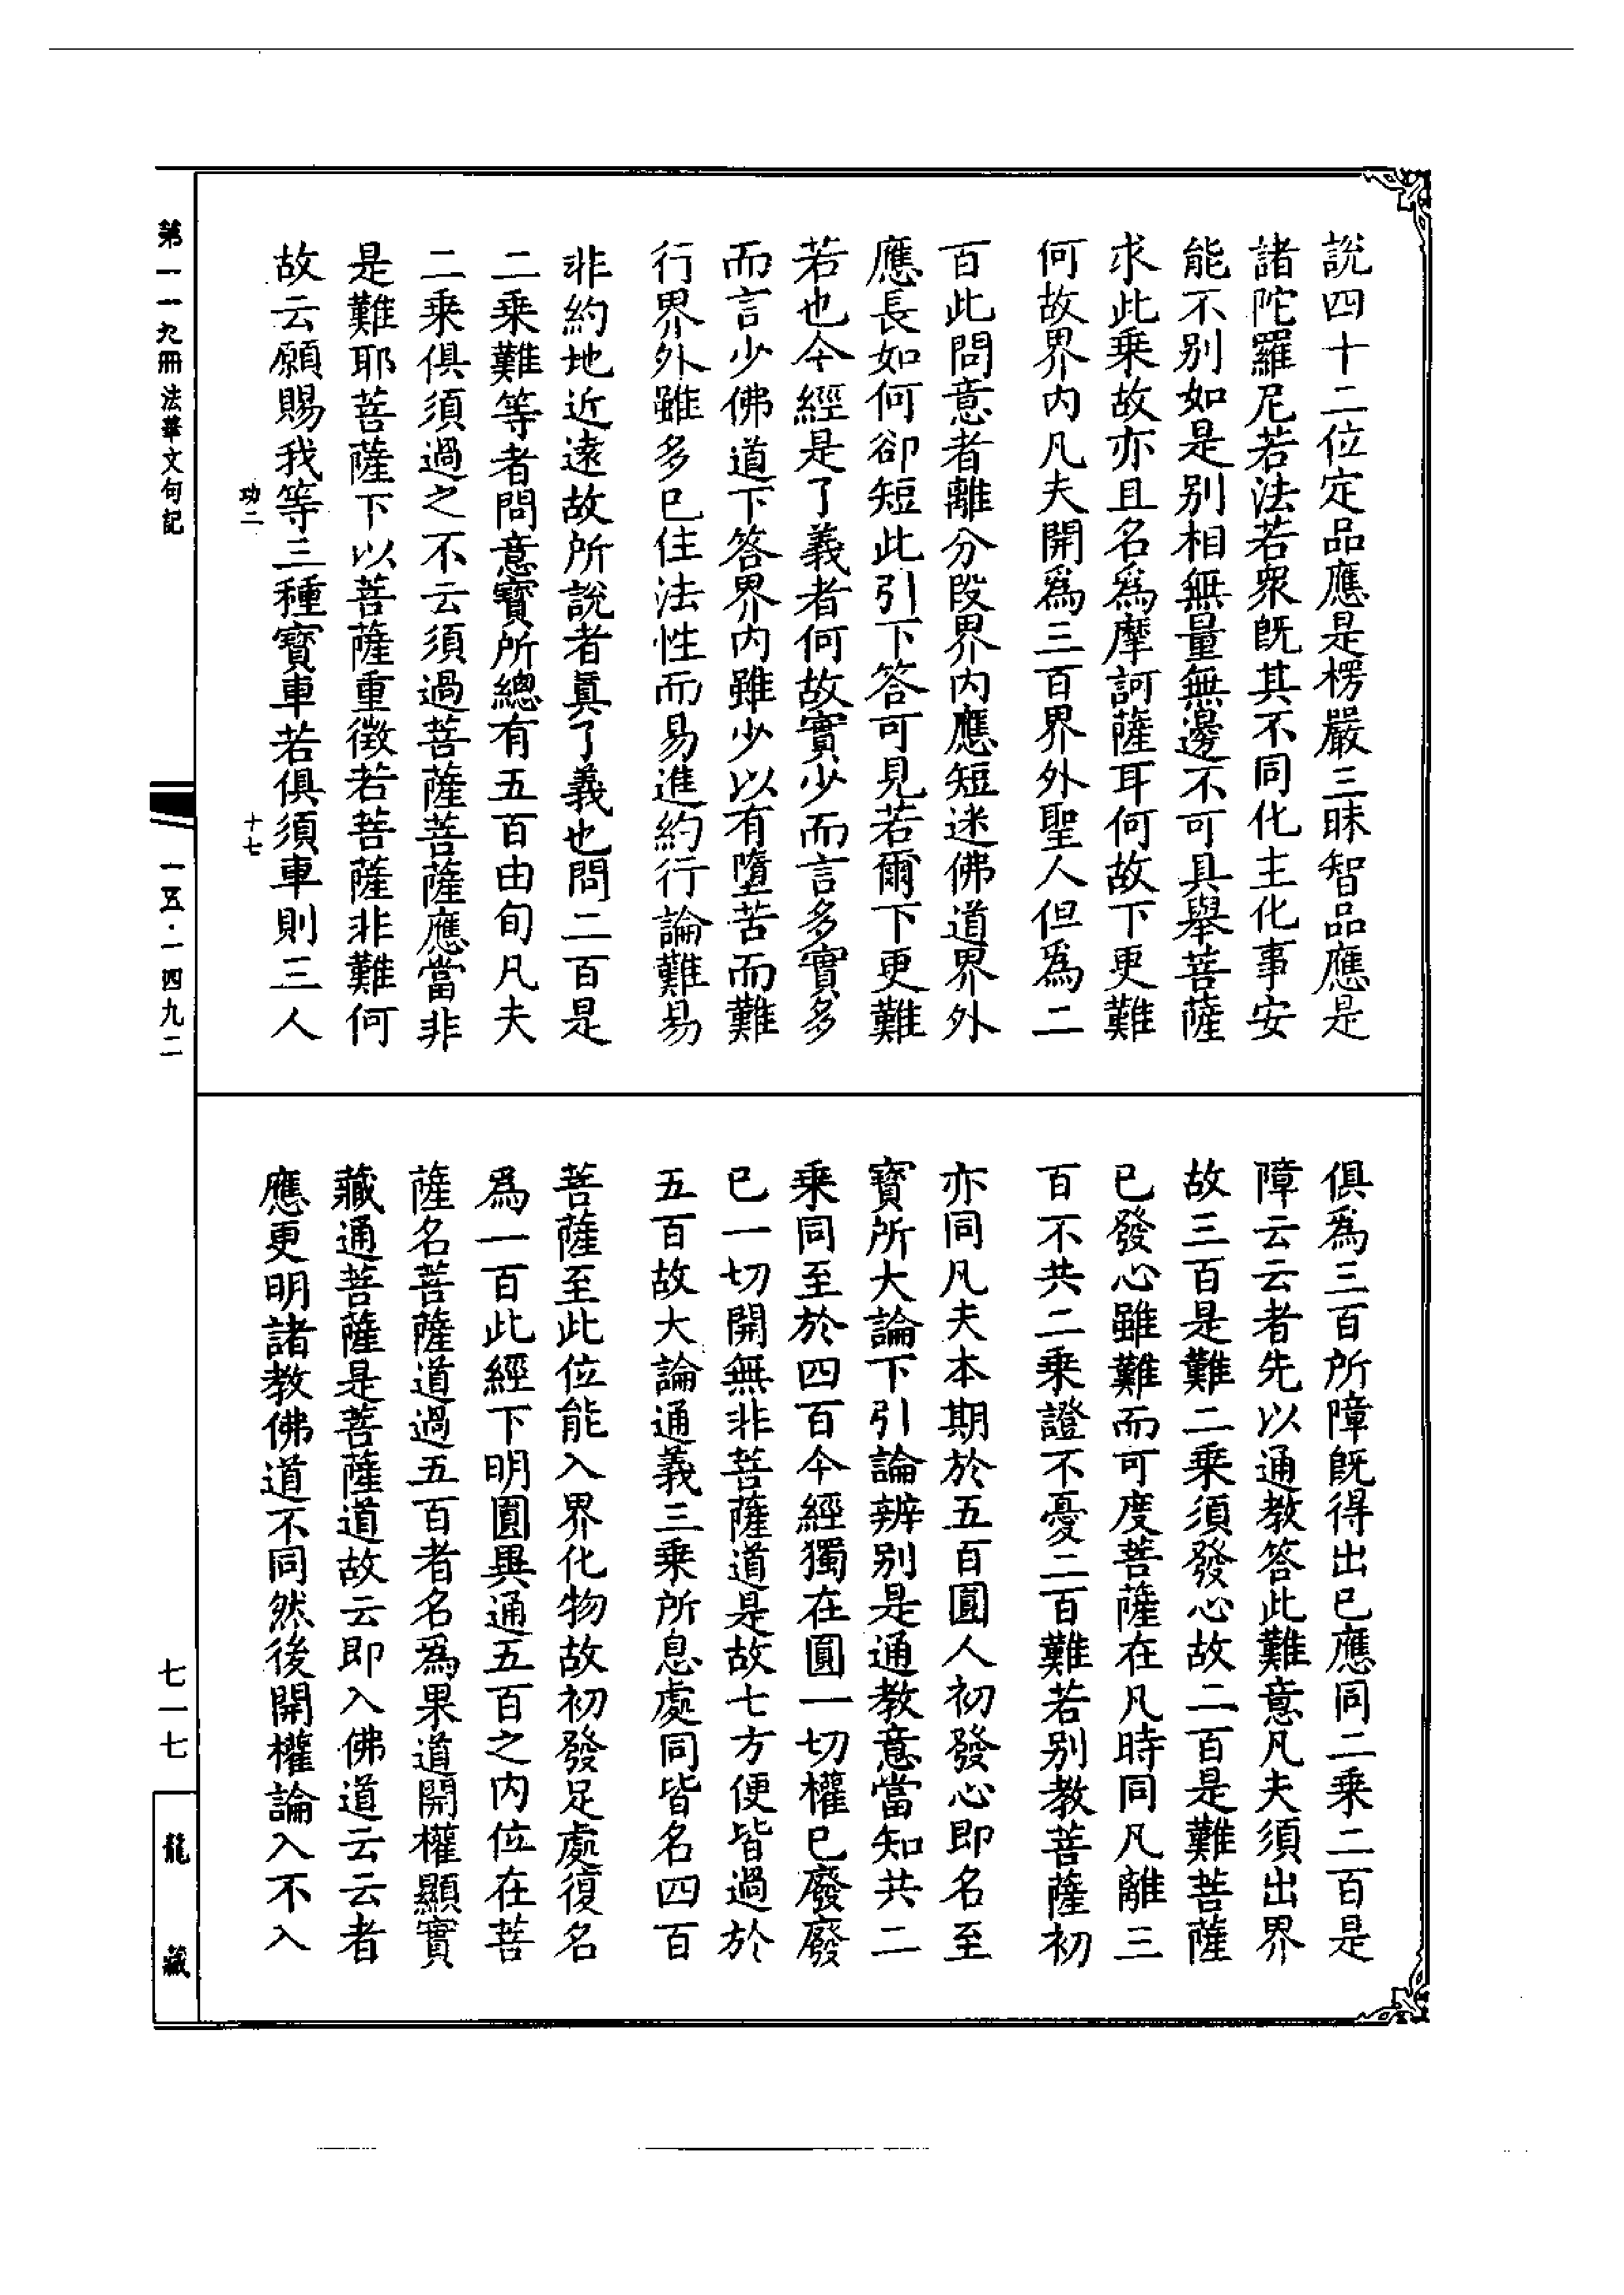 說四十二位定品應是楞嚴三昧智品應是
諸陀羅尼若法若衆既其不同化主化事安
能不别如是别相無量無邊不可具舉菩薩
求此乗故亦且名爲摩訶薩耳何故下更難
何故界内凡夫開爲三百界外聖人但爲二
百此問意者離分段界内應短迷佛道界外
應長如何卻短此引下答可見若爾下更難
若也今經是了義者何故實少而言多實多
而言少佛道下答界内雖少以有墮苦而難
行界外雖多已住法性而易進約行論難易
非約地近遠故所說者眞了義也問二百是
二乗難等者問意寶所總有五百由旬凡夫
二乗俱須過之不云須過菩薩菩薩應當非
是難耶菩薩下以菩薩重徵若菩薩非難何
故云願賜我等三種寶車若俱須車則三人
功二
十七
俱爲三百所障既得出已應同二乗二百是
障云云者先以通教答此難意凡夫須出界
故三百是難二乗須發心故二百是難菩薩
已發心雖難而可度菩薩在凡時同凡離三
百不共二乗證不憂二百難若别教菩薩初
亦同凡夫本期於五百圓人初發心即名至
寶所大論下引論辨别是通教意當知共二
乗同至於四百今經獨在圓一切權已廢廢
已一切開無非菩薩道是故七方便皆過於
五百故大論通義三乗所息處同皆名四百
菩薩至此位能入界化物故初發足處復名
爲一百此經下明圓異通五百之内位在菩
薩名菩薩道過五百者名爲果道開權顯實
藏通菩薩是菩薩道故云即入佛道云云者
應更明諸教佛道不同然後開權論入不入
第一一九冊 法華文句記
一五·一四九二
七一七
龍藏